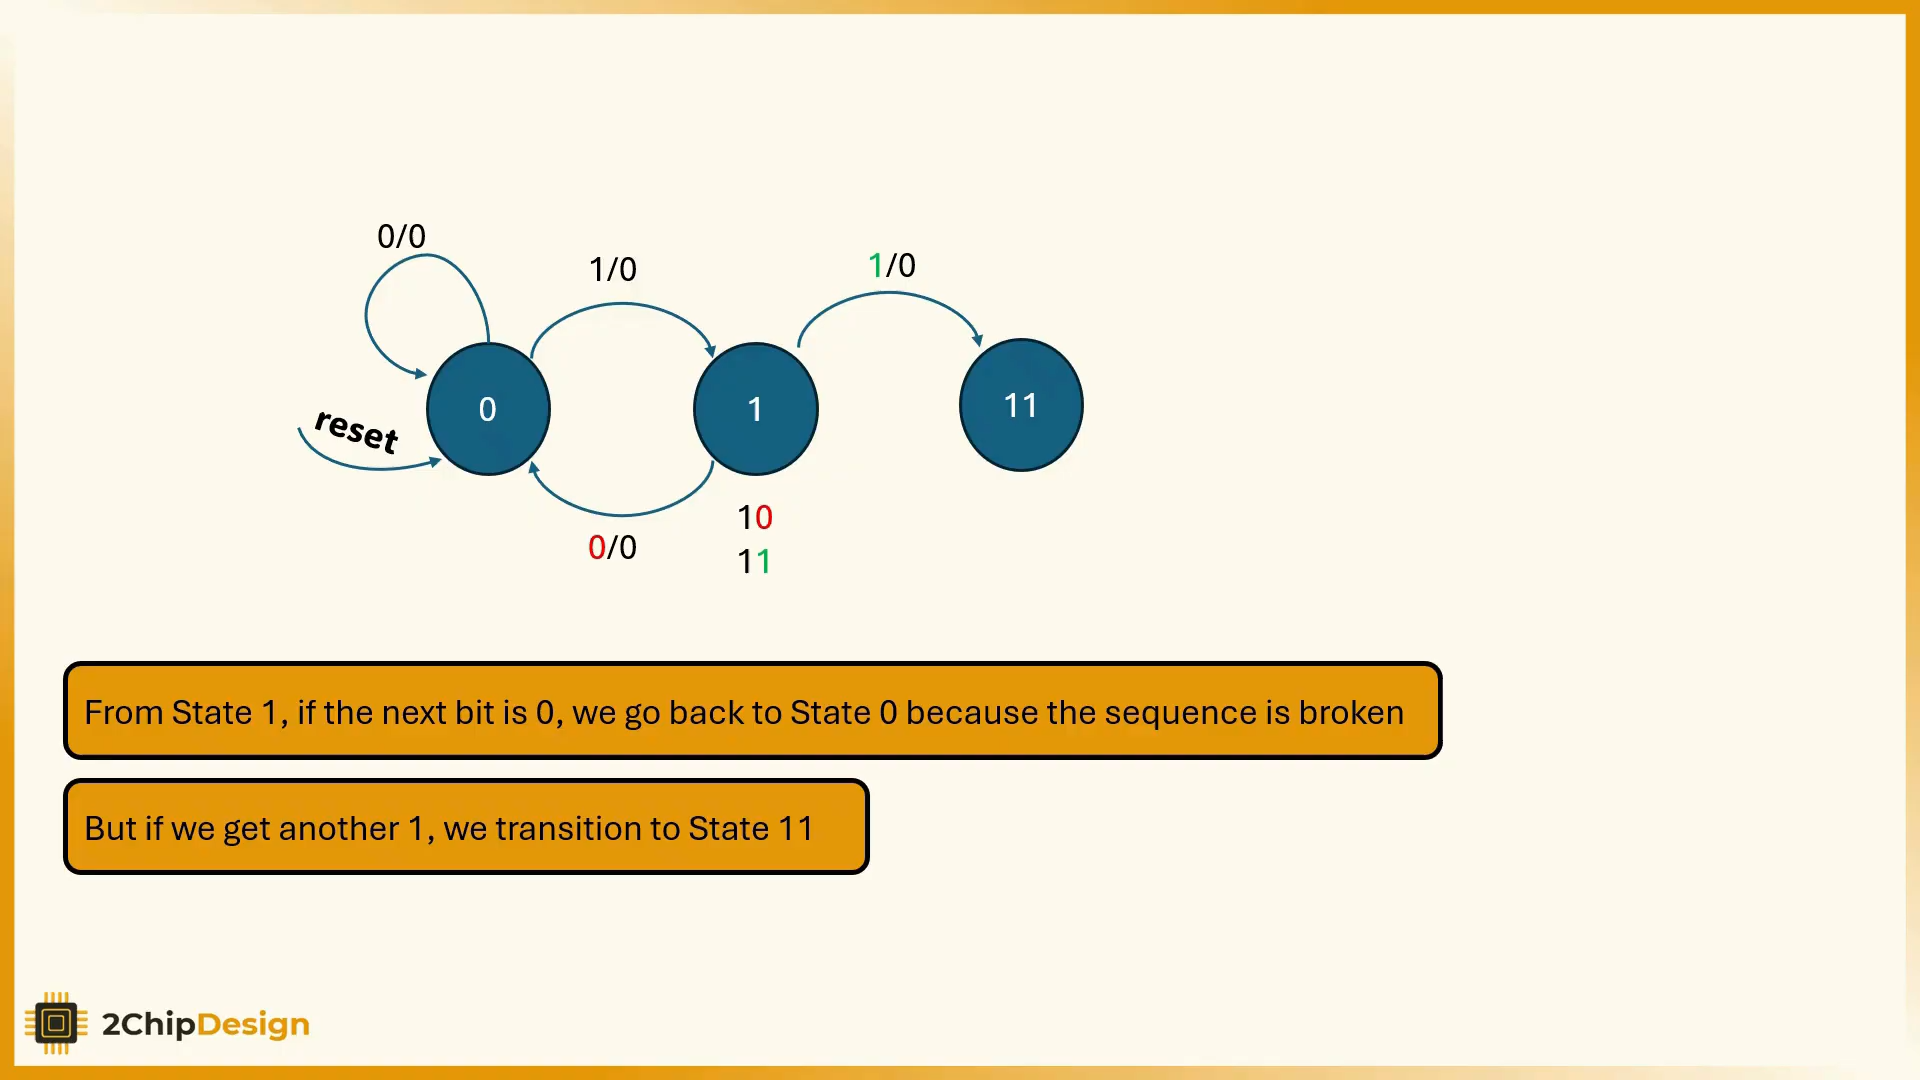 0/0
1/0
1/0
0
1
11
reset
10
0/0
11
From State 1, if the next bit is 0, we go back to State 0 because the sequence is broken
But if we get another 1, we transition to State 11
2ChipDesign